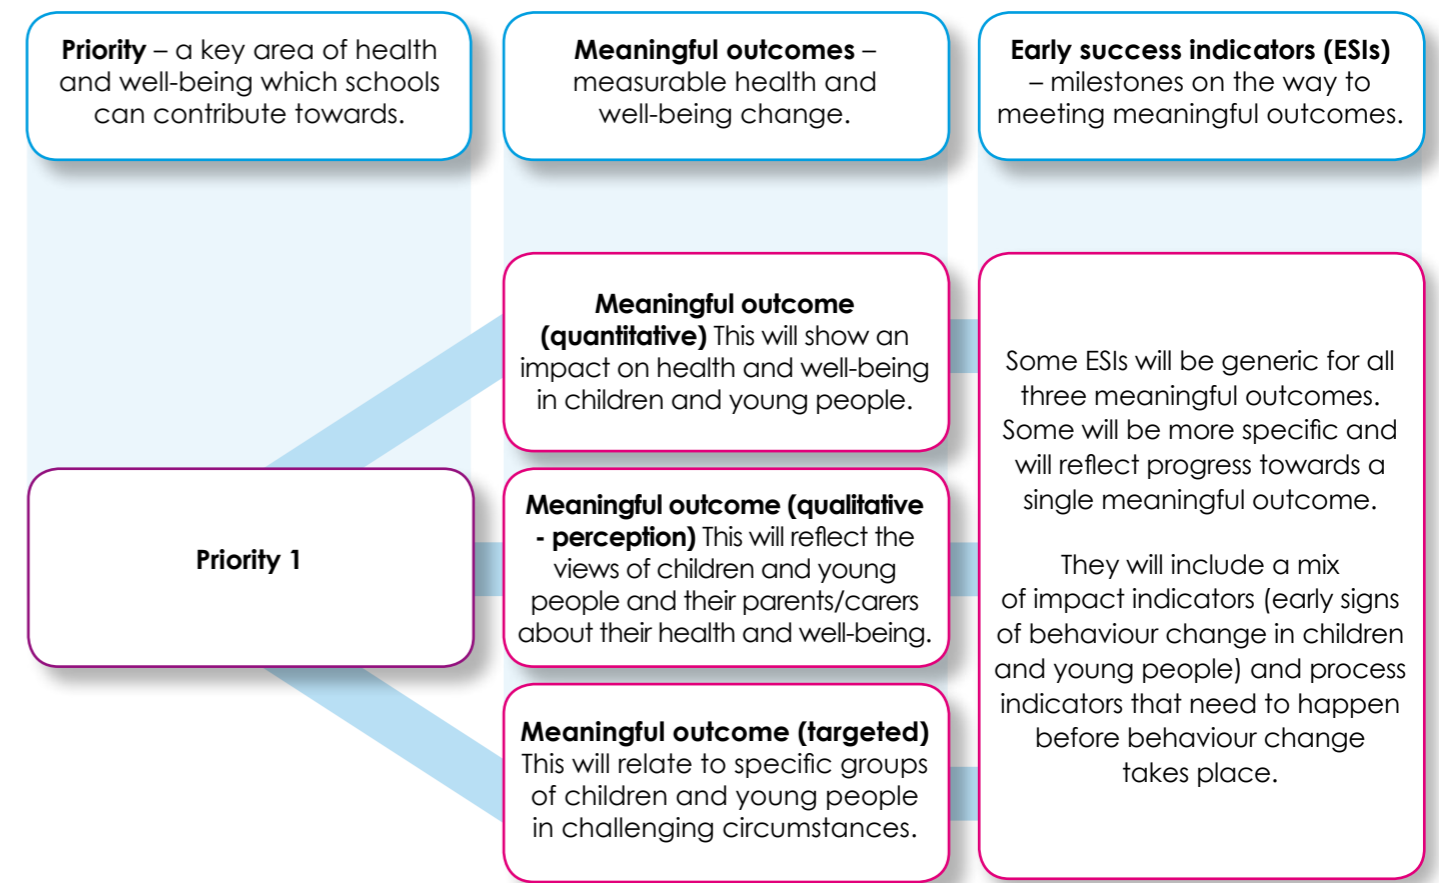 Priority – a key area of health
and well-being which schools
can contribute towards.
Meaningful outcomes –
measurable health and
well-being change.
Early success indicators (ESIs)
– milestones on the way to
meeting meaningful outcomes.
Priority 1
Meaningful outcome
(quantitative) This will show an
impact on health and well-being
in children and young people.
Meaningful outcome (qualitative
- perception) This will reflect the
views of children and young
people and their parents/carers
about their health and well-being.
Meaningful outcome (targeted)
This will relate to specific groups
of children and young people
in challenging circumstances.
Some ESIs will be generic for all
three meaningful outcomes.
Some will be more specific and
will reflect progress towards a
single meaningful outcome.
They will include a mix
of impact indicators (early signs
of behaviour change in children
and young people) and process
indicators that need to happen
before behaviour change
takes place.